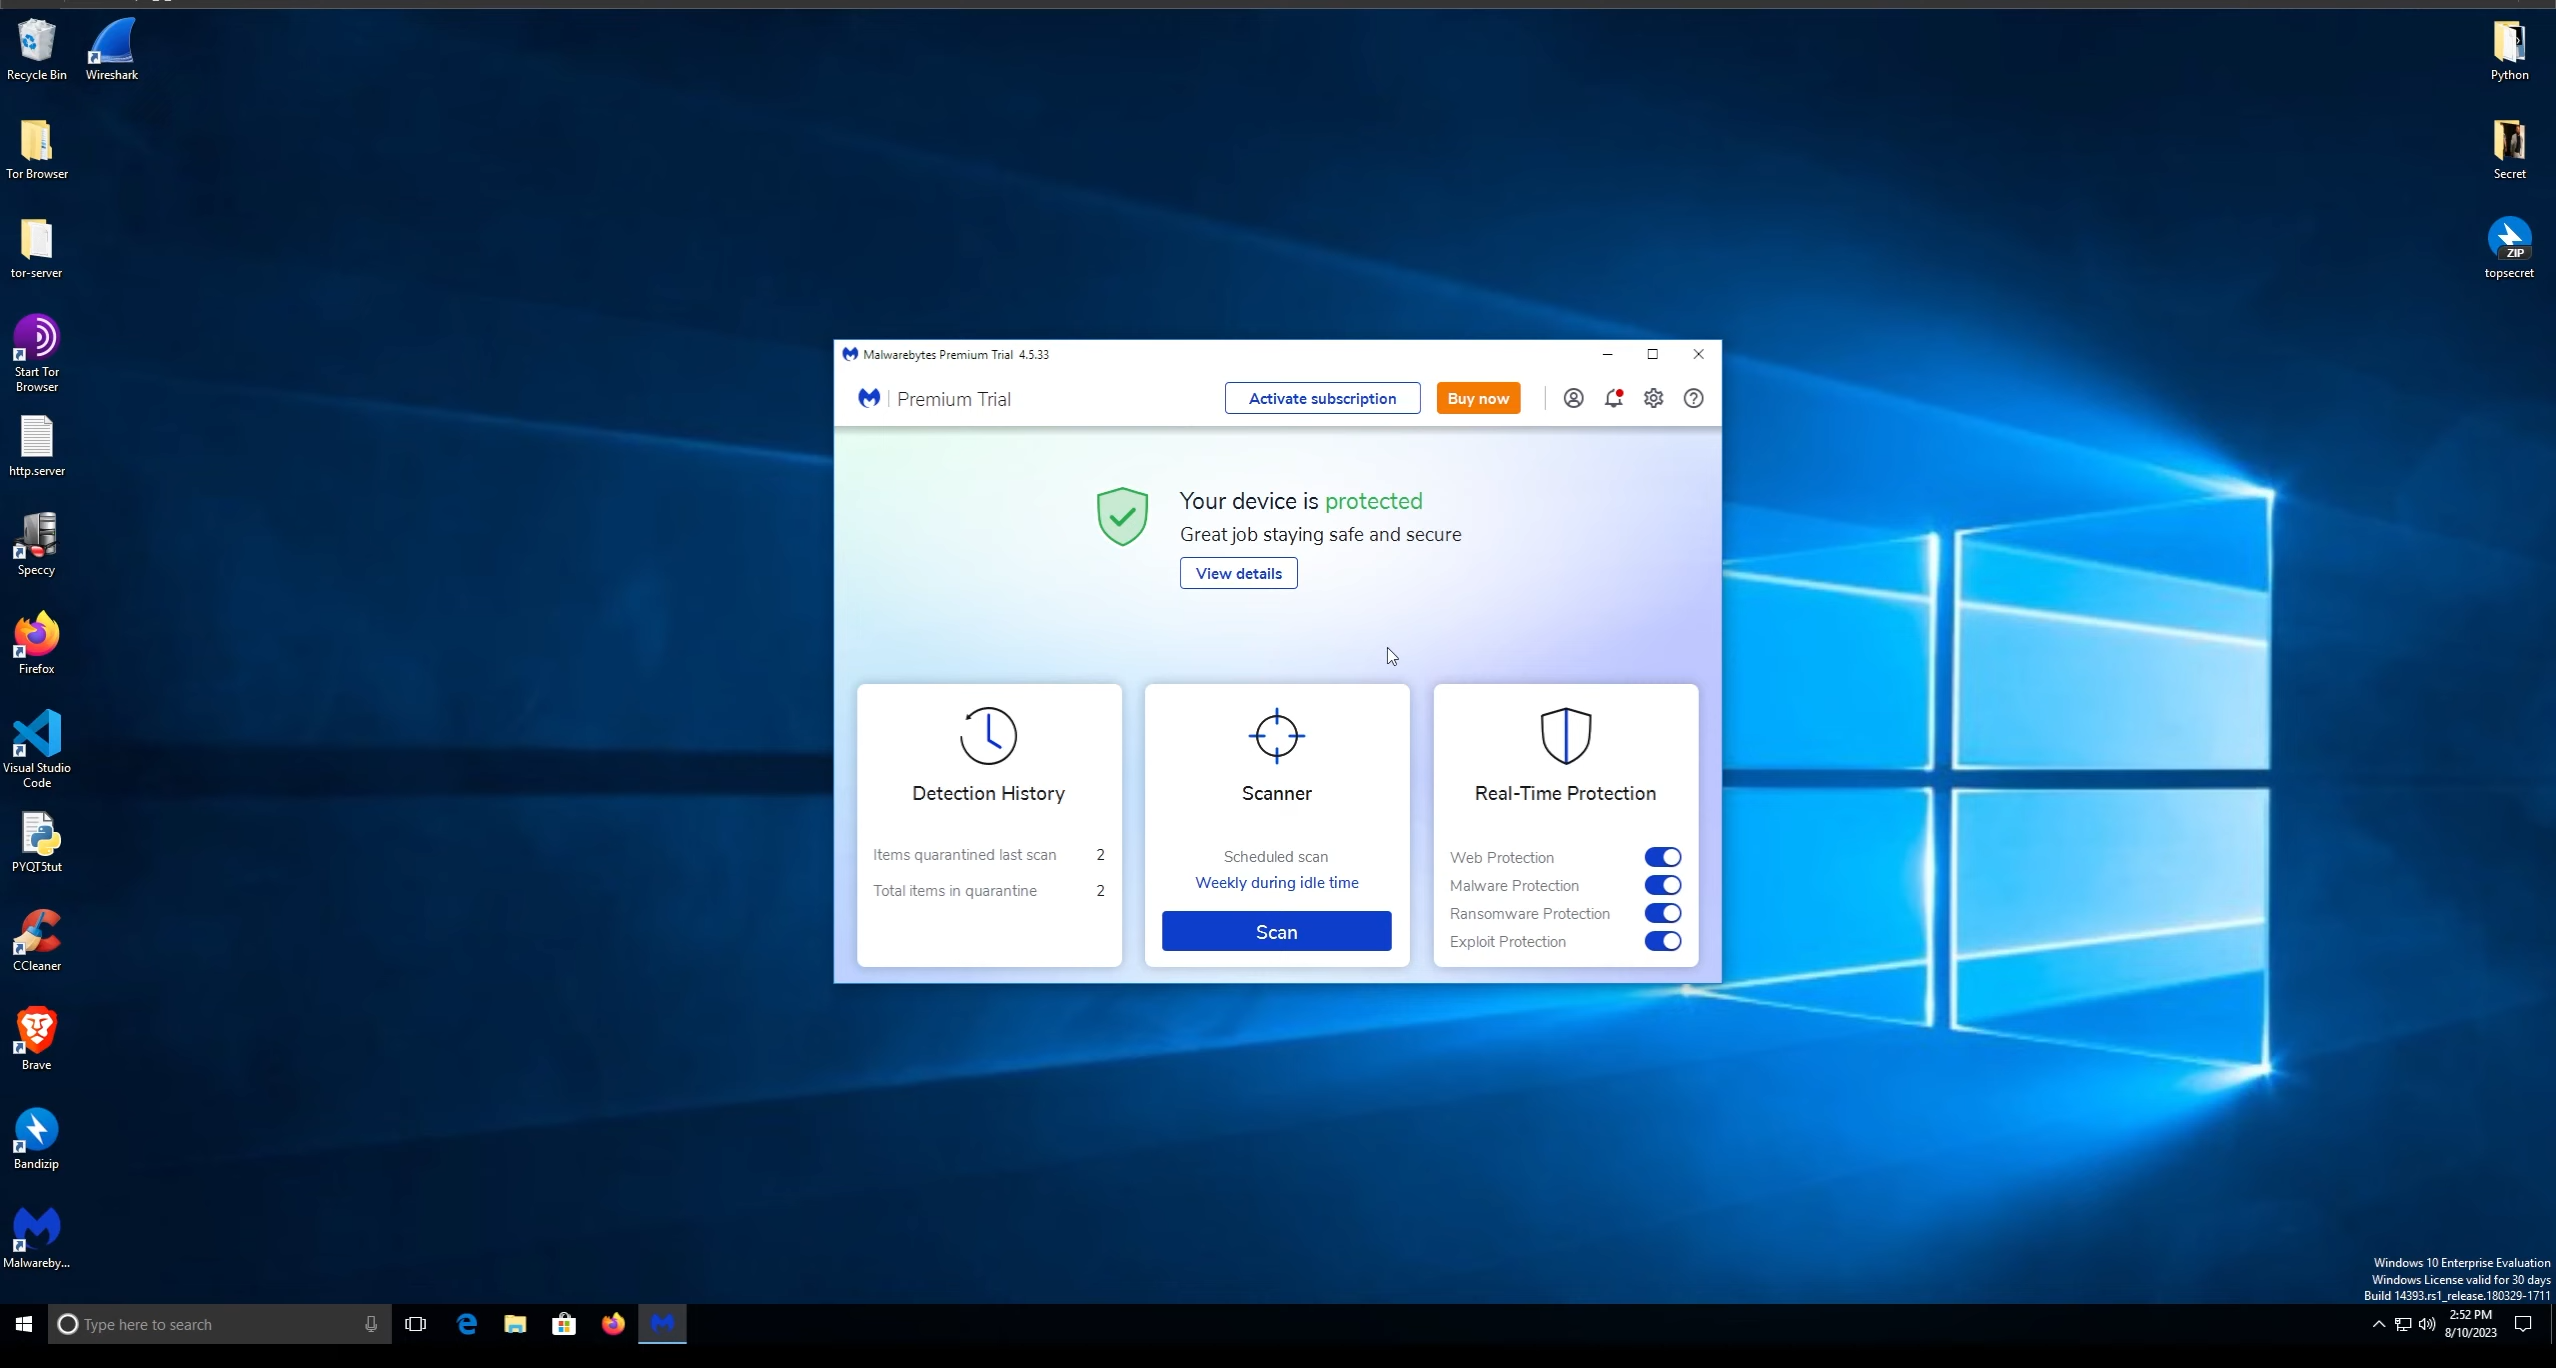 Recycle Bin
Wireshark
Tor Browser
tor-server
Start Tor
Browser
http.server
Speccy
Firefox
Visual Studio
Code
PYQT5tut
CCleaner
Brave
Bandizip
Malwareby...
Python
Secret
ZIP
topsecret
Malwarebytes Premium Trial 4.5.33
Premium Trial
Activate subscription
Buy now
Your device is protected
Great job staying safe and secure
View details
Detection History
Items quarantined last scan 2
Total items in quarantine 2
Scanner
Scheduled scan
Weekly during idle time
Scan
Real-Time Protection
Web Protection
Malware Protection
Ransomware Protection
Exploit Protection
Windows 10 Enterprise Evaluation
Windows License valid for 30 days
Build 14393.rs1_release.180329-1711
Type here to search
2:52 PM
8/10/2023